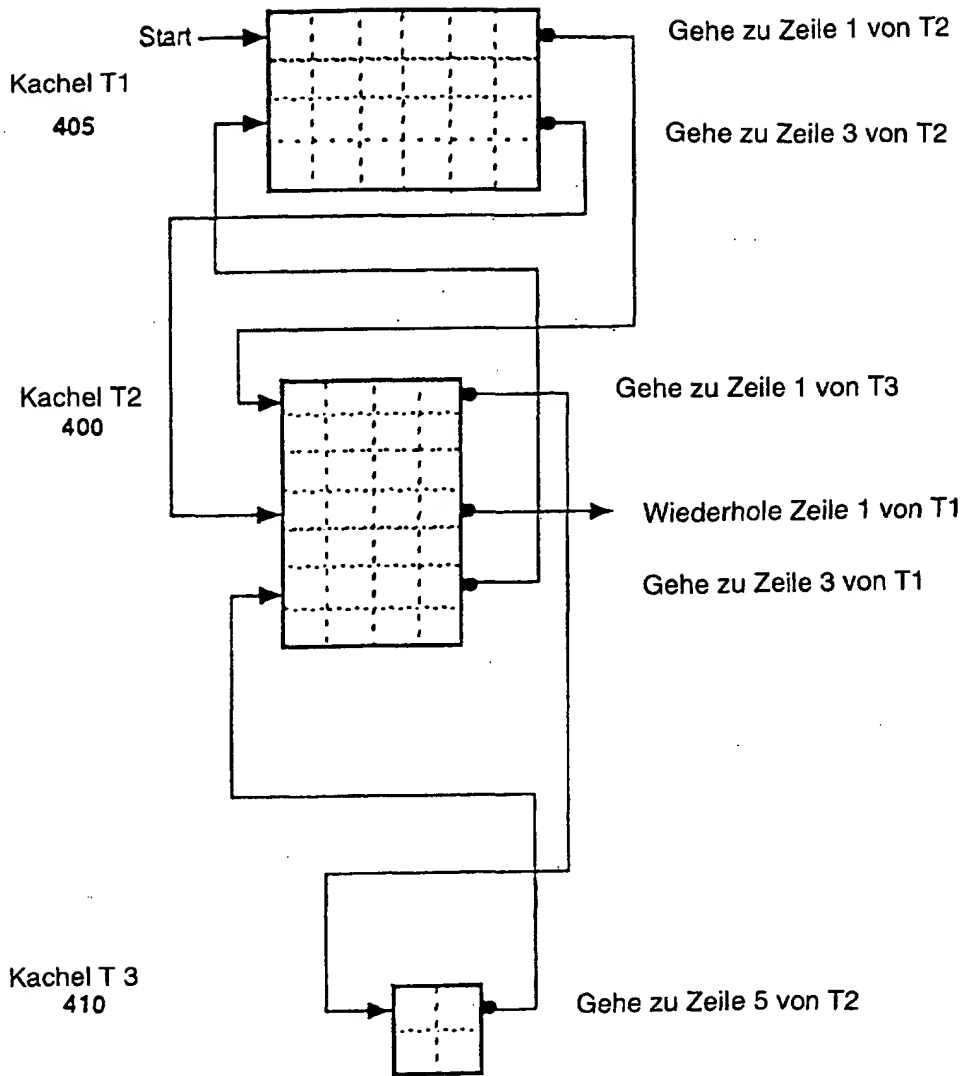 Start
Gehe zu Zeile 1 von T2
Kachel T1
405
Gehe zu Zeile 3 von T2
Kachel T2
400
Gehe zu Zeile 1 von T3
Wiederhole Zeile 1 von T1
Gehe zu Zeile 3 von T1
Kachel T 3
410
Gehe zu Zeile 5 von T2